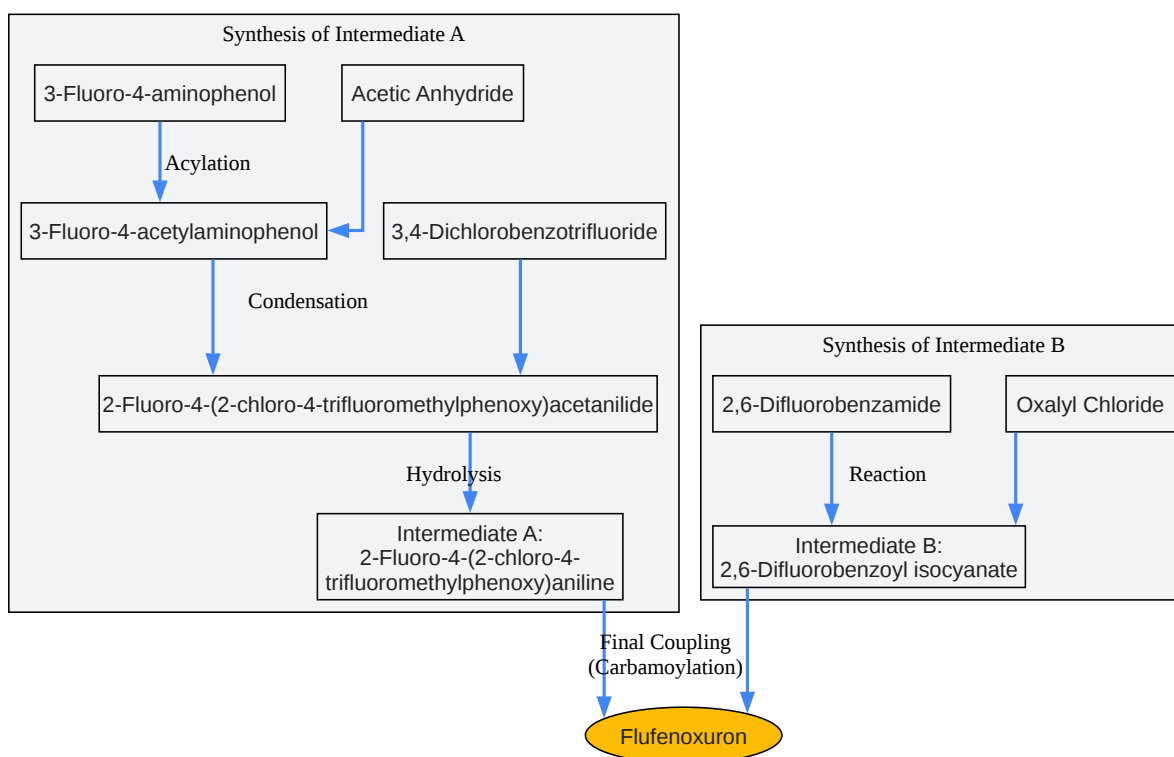 Synthesis of Intermediate A
3-Fluoro-4-aminophenol
Acetic Anhydride
Acylation
3-Fluoro-4-acetylaminophenol
3,4-Dichlorobenzotrifluoride
Condensation
2-Fluoro-4-(2-chloro-4-trifluoromethylphenoxy)acetanilide
Hydrolysis
Intermediate A:
2-Fluoro-4-(2-chloro-4-
trifluoromethylphenoxy)aniline
Synthesis of Intermediate B
2,6-Difluorobenzamide
Oxalyl Chloride
Reaction
Intermediate B:
2,6-Difluorobenzoyl isocyanate
Final Coupling
(Carbamoylation)
Flufenoxuron